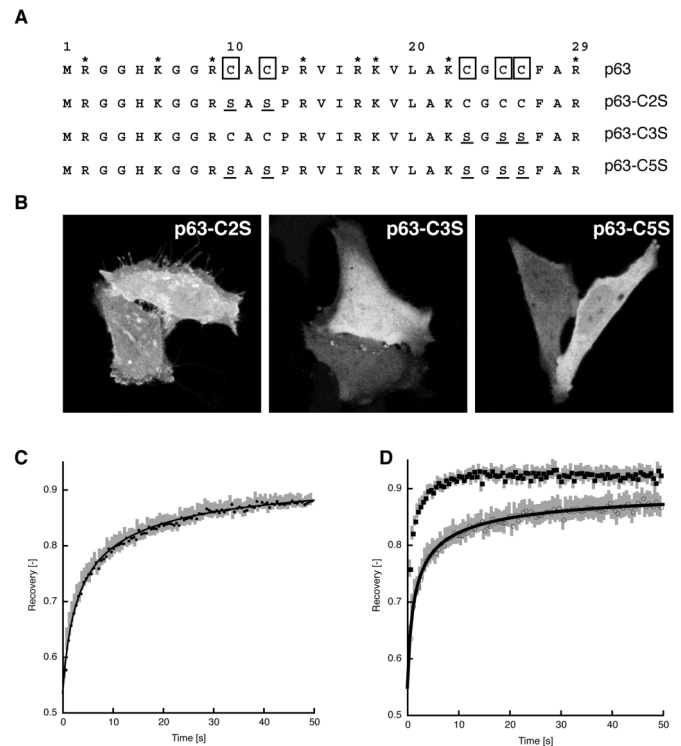 A
1 10 20 29
* * * * * * * *
M R G G H K G G R C A C P R V I R K V L A K C G C C F A R p63
M R G G H K G G R S A S P R V I R K V L A K C G C C F A R p63-C2S
M R G G H K G G R C A C P R V I R K V L A K S G S S F A R p63-C3S
M R G G H K G G R S A S P R V I R K V L A K S G S S F A R p63-C5S
B
p63-C2S p63-C3S p63-C5S
C D
0.9 0.9
0.8 0.8
0.7 0.7
0.6 0.6
0.5 0.5
Recovery [-] Recovery [-]
0 10 20 30 40 50 0 10 20 30 40 50
Time [s] Time [s]